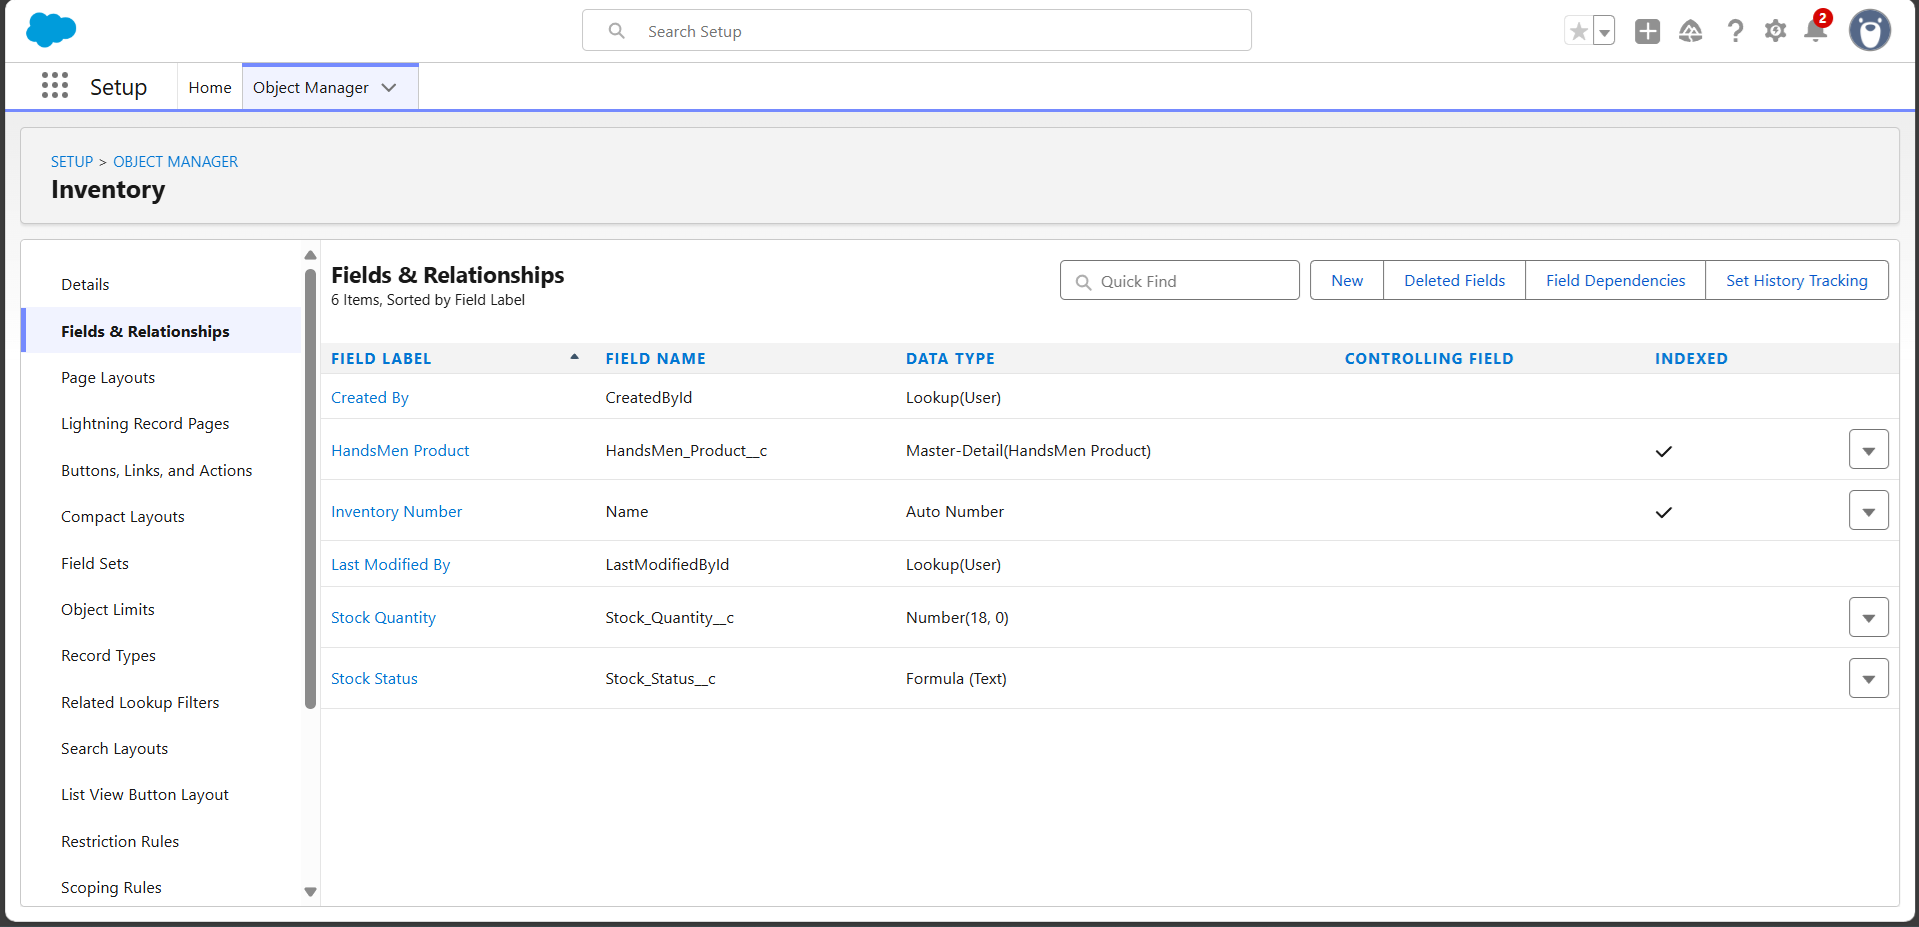 Search Setup
2
Setup
Home
Object Manager
SETUP > OBJECT MANAGER
Inventory
Details
Fields & Relationships
Page Layouts
Lightning Record Pages
Buttons, Links, and Actions
Compact Layouts
Field Sets
Object Limits
Record Types
Related Lookup Filters
Search Layouts
List View Button Layout
Restriction Rules
Scoping Rules
Fields & Relationships
6 Items, Sorted by Field Label
Quick Find
New
Deleted Fields
Field Dependencies
Set History Tracking
FIELD LABEL FIELD NAME DATA TYPE CONTROLLING FIELD INDEXED
Created By CreatedById Lookup(User)
HandsMen Product HandsMen_Product__c Master-Detail(HandsMen Product)
Inventory Number Name Auto Number
Last Modified By LastModifiedById Lookup(User)
Stock Quantity Stock_Quantity__c Number(18, 0)
Stock Status Stock_Status__c Formula (Text)